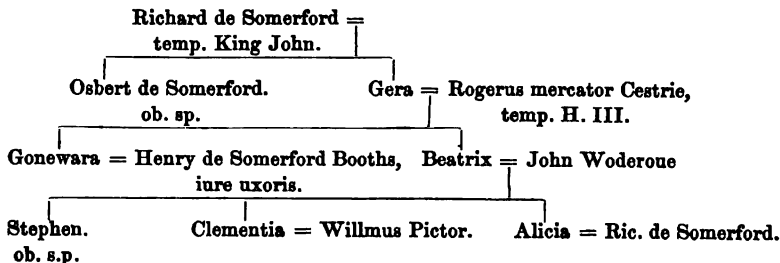 Richard de Somerford =
temp. King John.
Osbert de Somerford. Gera = Rogerus mercator Cestrie,
ob. sp. temp. H. III.
Gonewara = Henry de Somerford Booths, Beatrix = John Woderoue
iure uxoris.
Stephen. Clementia = Willmus Pictor. Alicia = Ric. de Somerford.
ob. s.p.